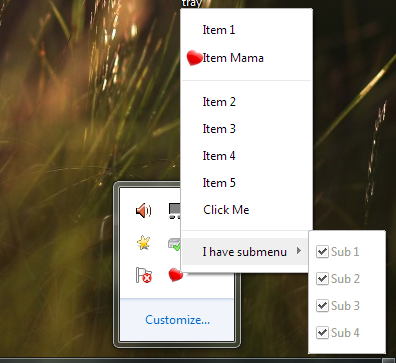 tray
Item 1
Item Mama
Item 2
Item 3
Item 4
Item 5
Click Me
I have submenu
Sub 1
Sub 2
Sub 3
Sub 4
Customize...